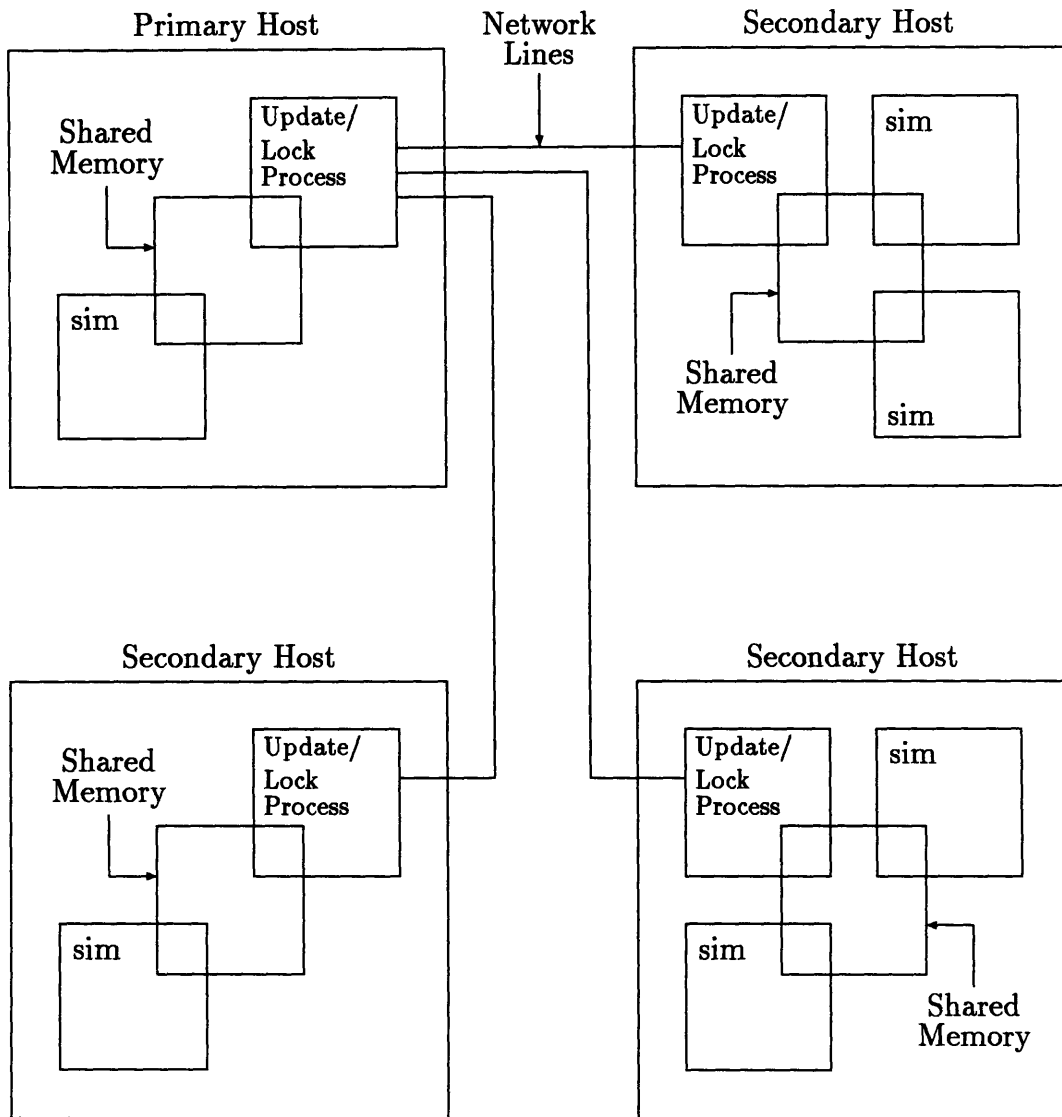 Primary Host
Network
Lines
Secondary Host
Shared
Memory
Update/
Lock
Process
sim
Update/
Lock
Process
sim
Shared
Memory
sim
Secondary Host
Shared
Memory
Update/
Lock
Process
sim
Secondary Host
Update/
Lock
Process
sim
sim
Shared
Memory